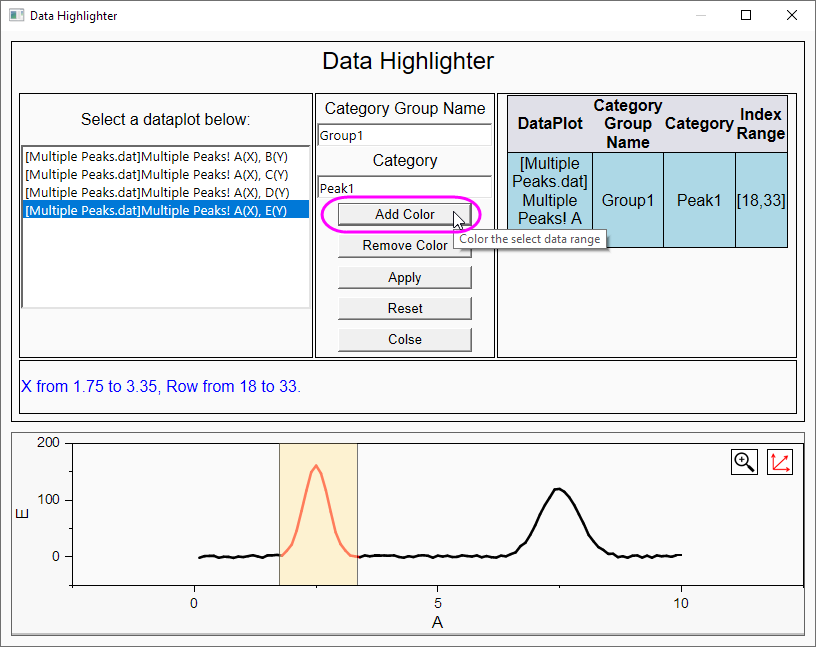 Data Highlighter
Data Highlighter
Select a dataplot below:
[Multiple Peaks.dat]Multiple Peaks! A(X), B(Y)
[Multiple Peaks.dat]Multiple Peaks! A(X), C(Y)
[Multiple Peaks.dat]Multiple Peaks! A(X), D(Y)
[Multiple Peaks.dat]Multiple Peaks! A(X), E(Y)
Category Group Name
Group1
Category
Peak1
Add Color
Remove Color
Apply
Reset
Colse
Color the select data range
DataPlot
Category
Group
Name
Category
Index
Range
[Multiple
Peaks.dat]
Multiple
Peaks! A
Group1
Peak1
[18,33]
X from 1.75 to 3.35, Row from 18 to 33.
200
100
0
E
0
5
10
A